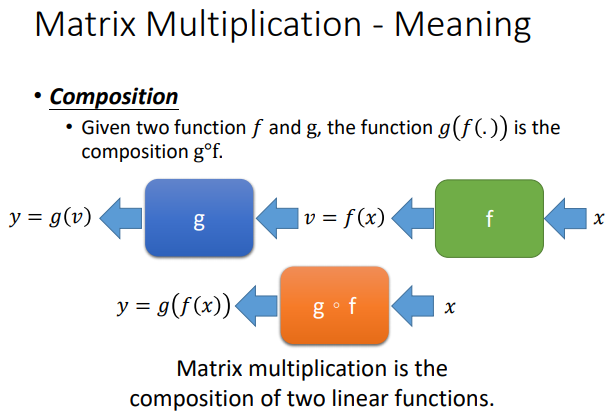 Matrix Multiplication - Meaning
• Composition
• Given two function f and g, the function g(f(.)) is the
composition g°f.
y = g(v)
g
v = f(x)
f
x
y = g(f(x))
g ∘ f
x
Matrix multiplication is the
composition of two linear functions.